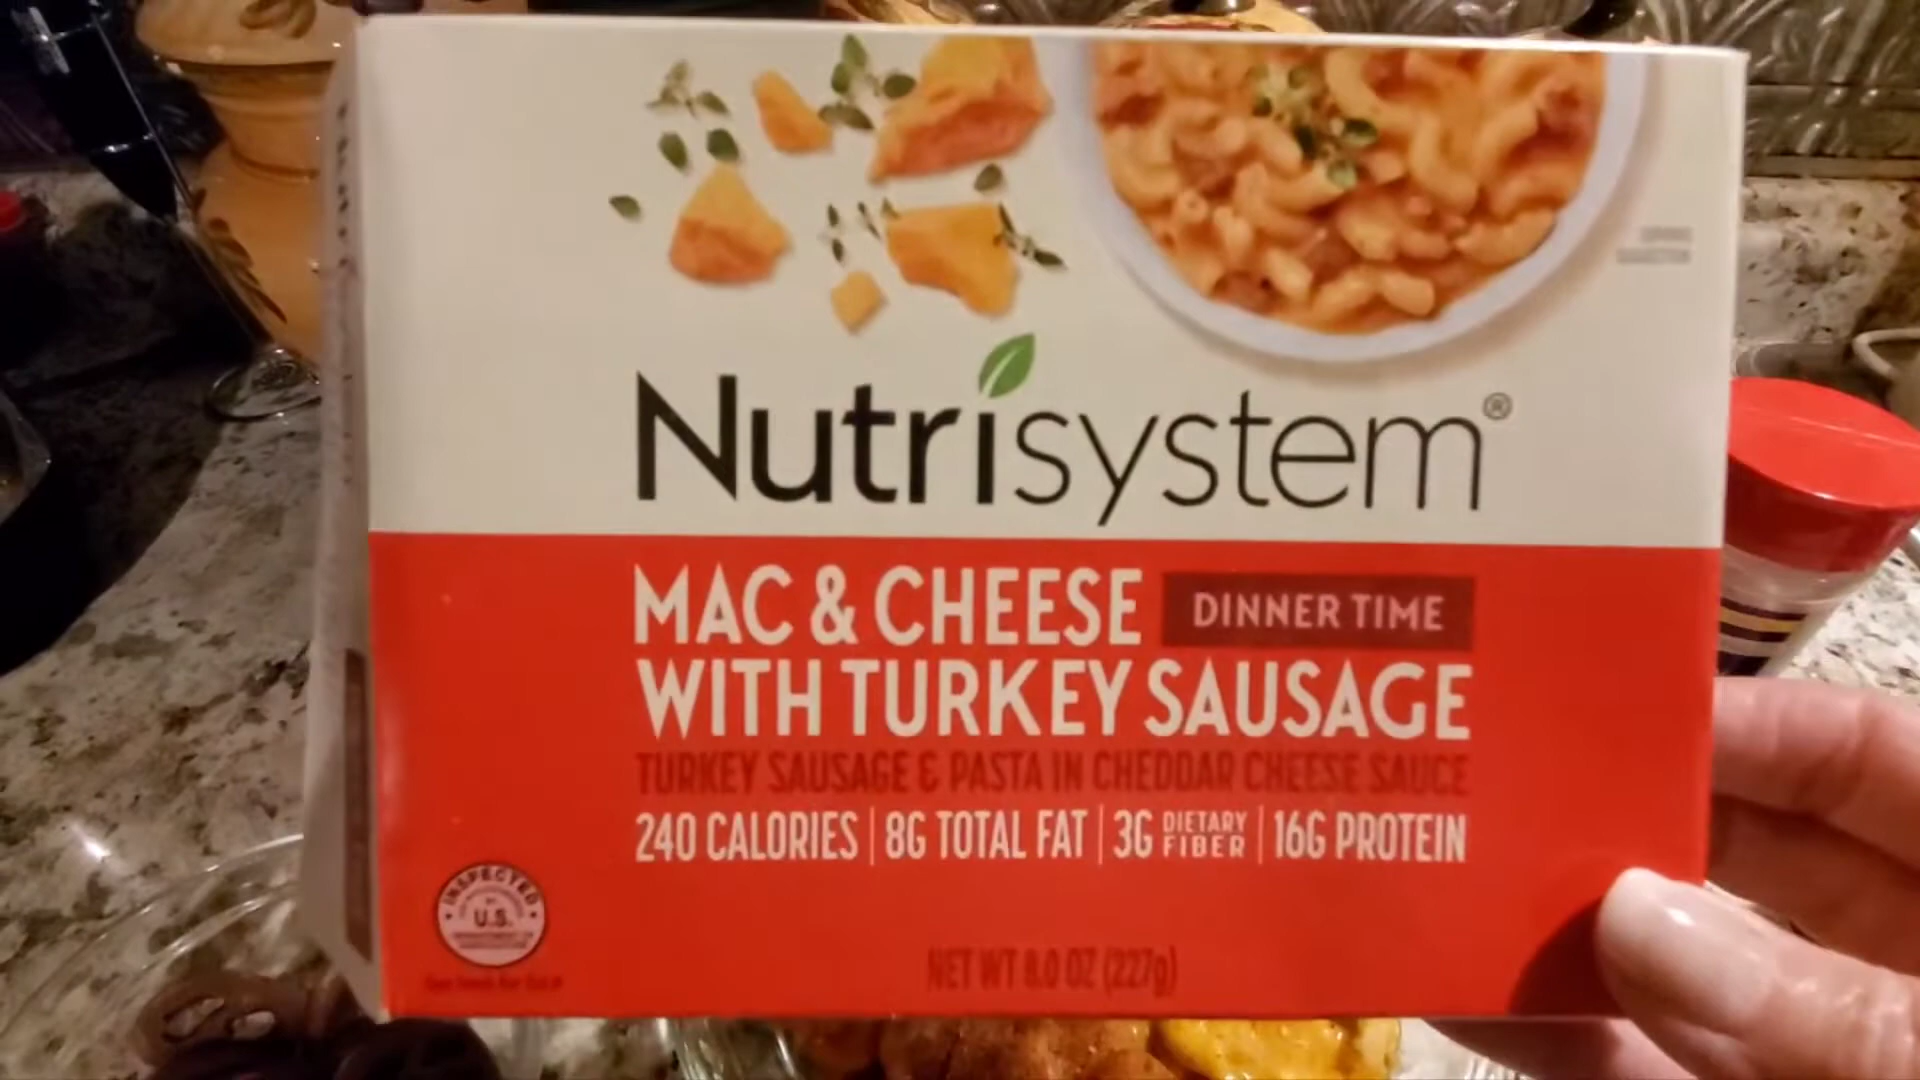 Nutrisystem®
MAC & CHEESE DINNER TIME
WITH TURKEY SAUSAGE
TURKEY SAUSAGE & PASTA IN CHEDDAR CHEESE SAUCE
240 CALORIES | 8G TOTAL FAT | 3G DIETARY FIBER | 16G PROTEIN
INSPECTED
U.S.
NET WT 8.0 OZ (227g)